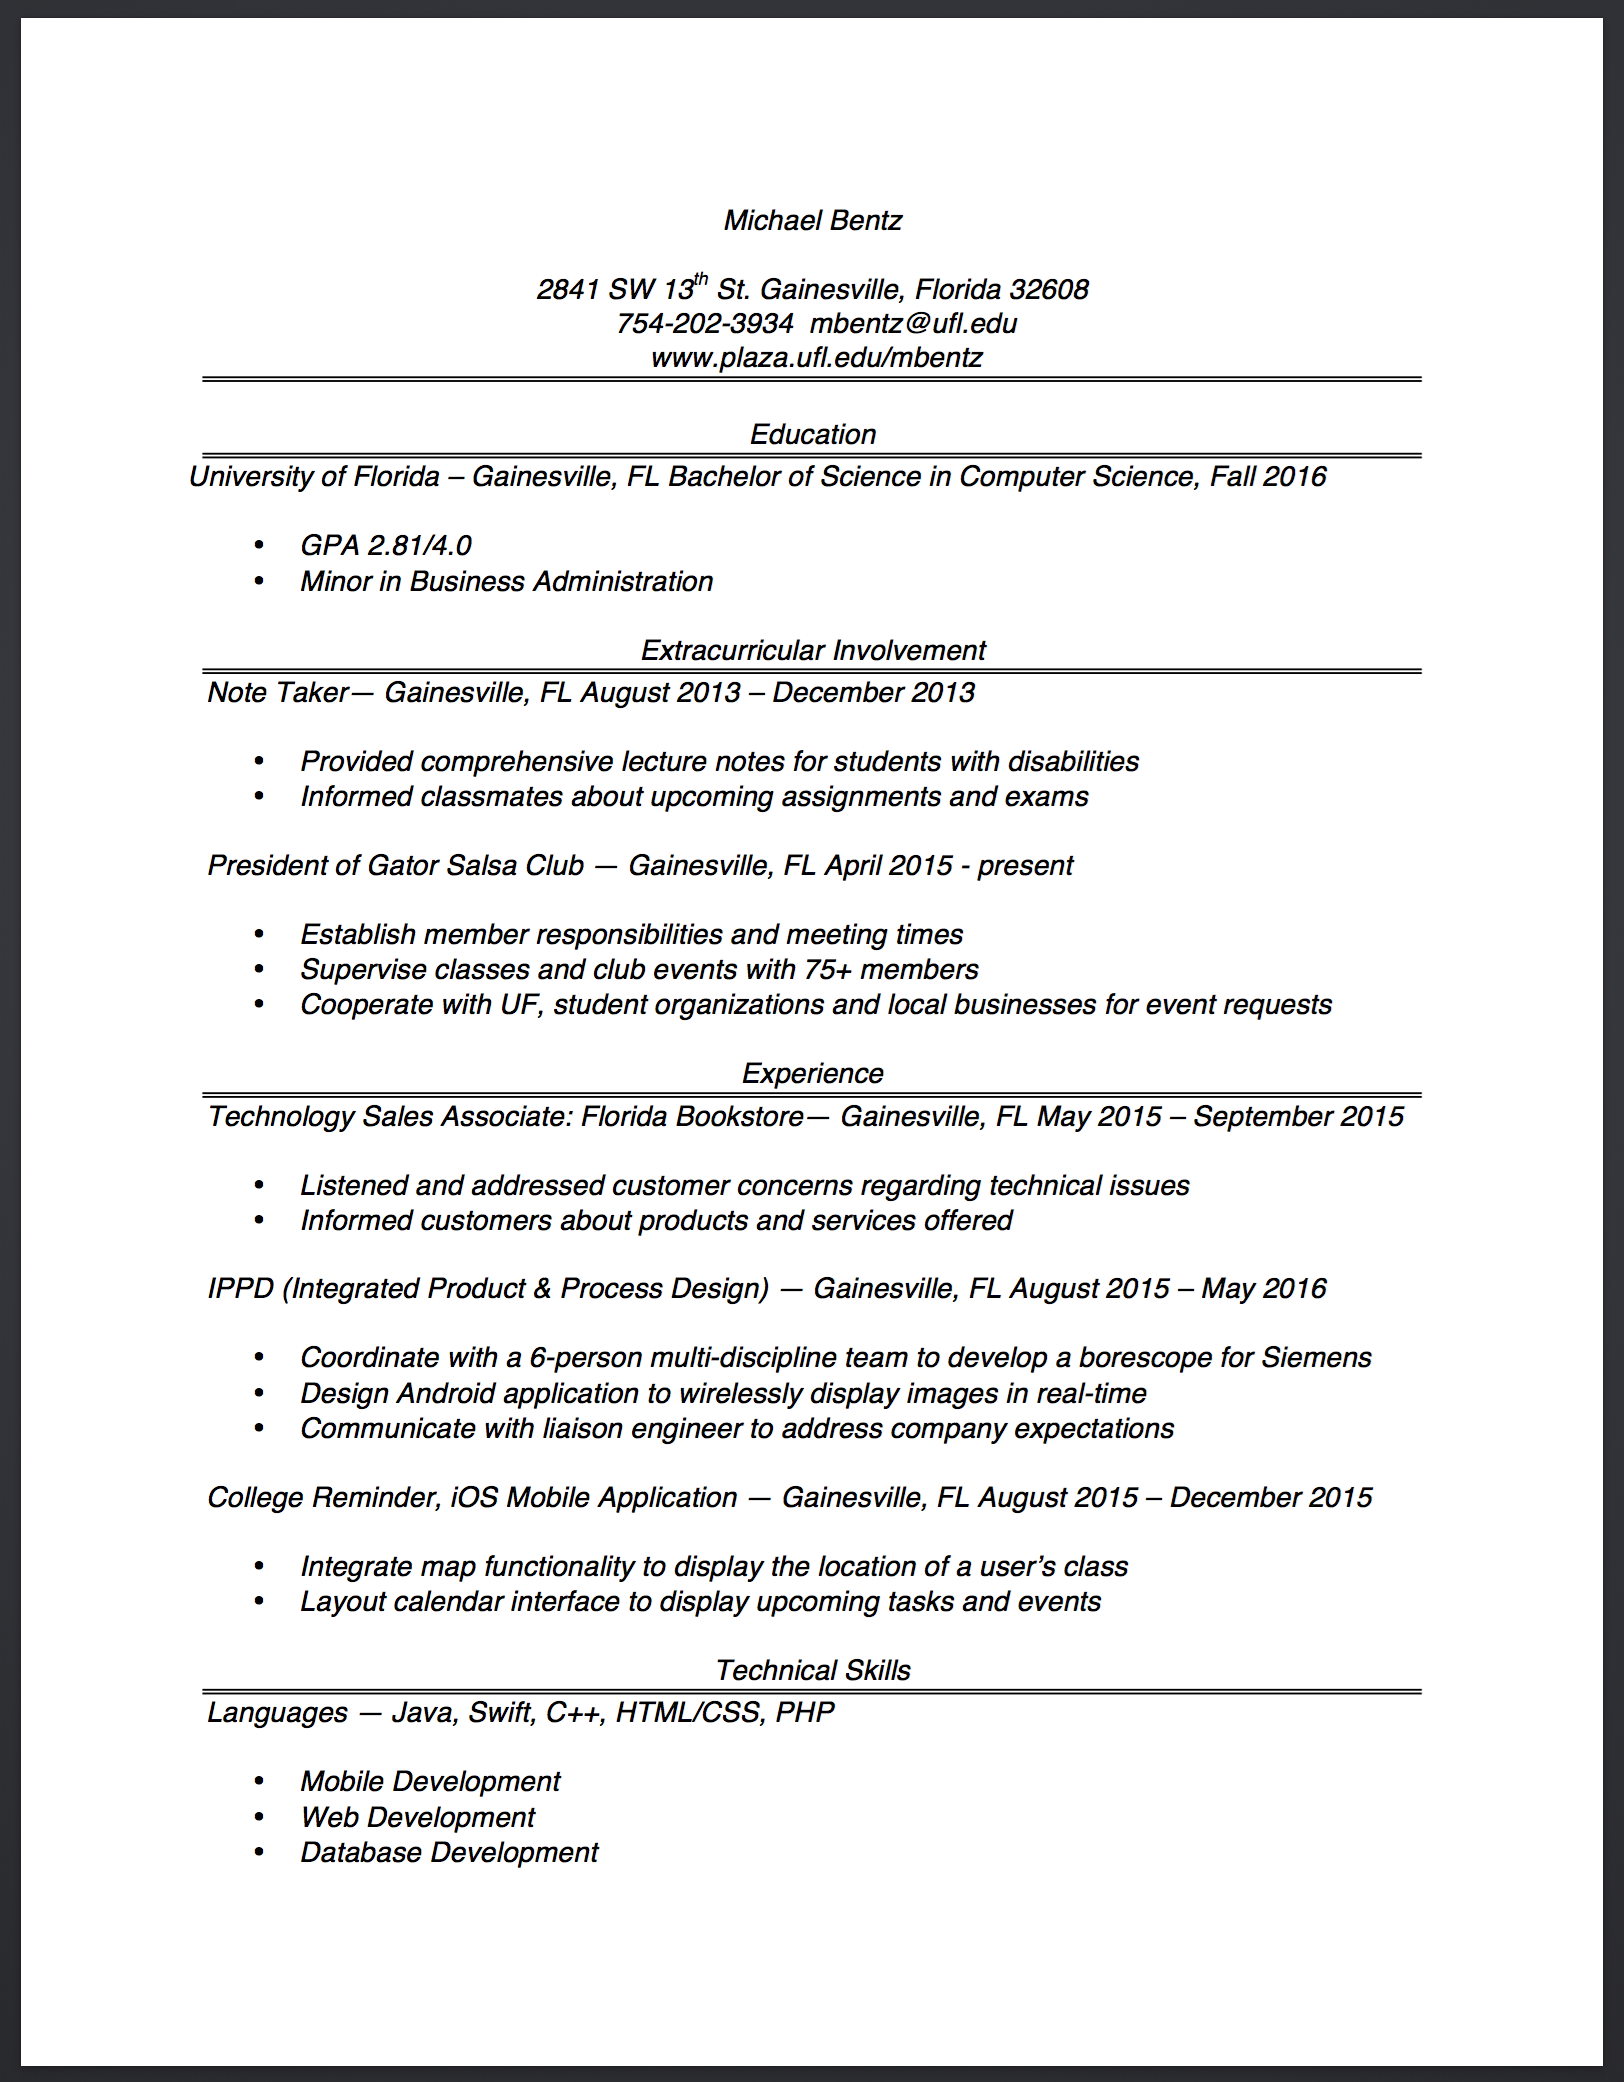 Michael Bentz
2841 SW 13th St. Gainesville, Florida 32608
754-202-3934  mbentz@ufl.edu
www.plaza.ufl.edu/mbentz
Education
University of Florida – Gainesville, FL Bachelor of Science in Computer Science, Fall 2016
• GPA 2.81/4.0
• Minor in Business Administration
Extracurricular Involvement
Note Taker— Gainesville, FL August 2013 – December 2013
• Provided comprehensive lecture notes for students with disabilities
• Informed classmates about upcoming assignments and exams
President of Gator Salsa Club — Gainesville, FL April 2015 - present
• Establish member responsibilities and meeting times
• Supervise classes and club events with 75+ members
• Cooperate with UF, student organizations and local businesses for event requests
Experience
Technology Sales Associate: Florida Bookstore— Gainesville, FL May 2015 – September 2015
• Listened and addressed customer concerns regarding technical issues
• Informed customers about products and services offered
IPPD (Integrated Product & Process Design) — Gainesville, FL August 2015 – May 2016
• Coordinate with a 6-person multi-discipline team to develop a borescope for Siemens
• Design Android application to wirelessly display images in real-time
• Communicate with liaison engineer to address company expectations
College Reminder, iOS Mobile Application — Gainesville, FL August 2015 – December 2015
• Integrate map functionality to display the location of a user’s class
• Layout calendar interface to display upcoming tasks and events
Technical Skills
Languages — Java, Swift, C++, HTML/CSS, PHP
• Mobile Development
• Web Development
• Database Development